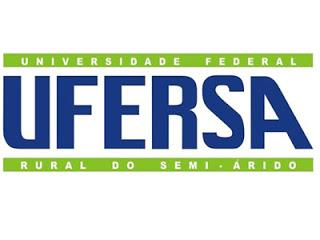 UNIVERSIDADE FEDERAL
UFERSA
RURAL DO SEMI-ÁRIDO